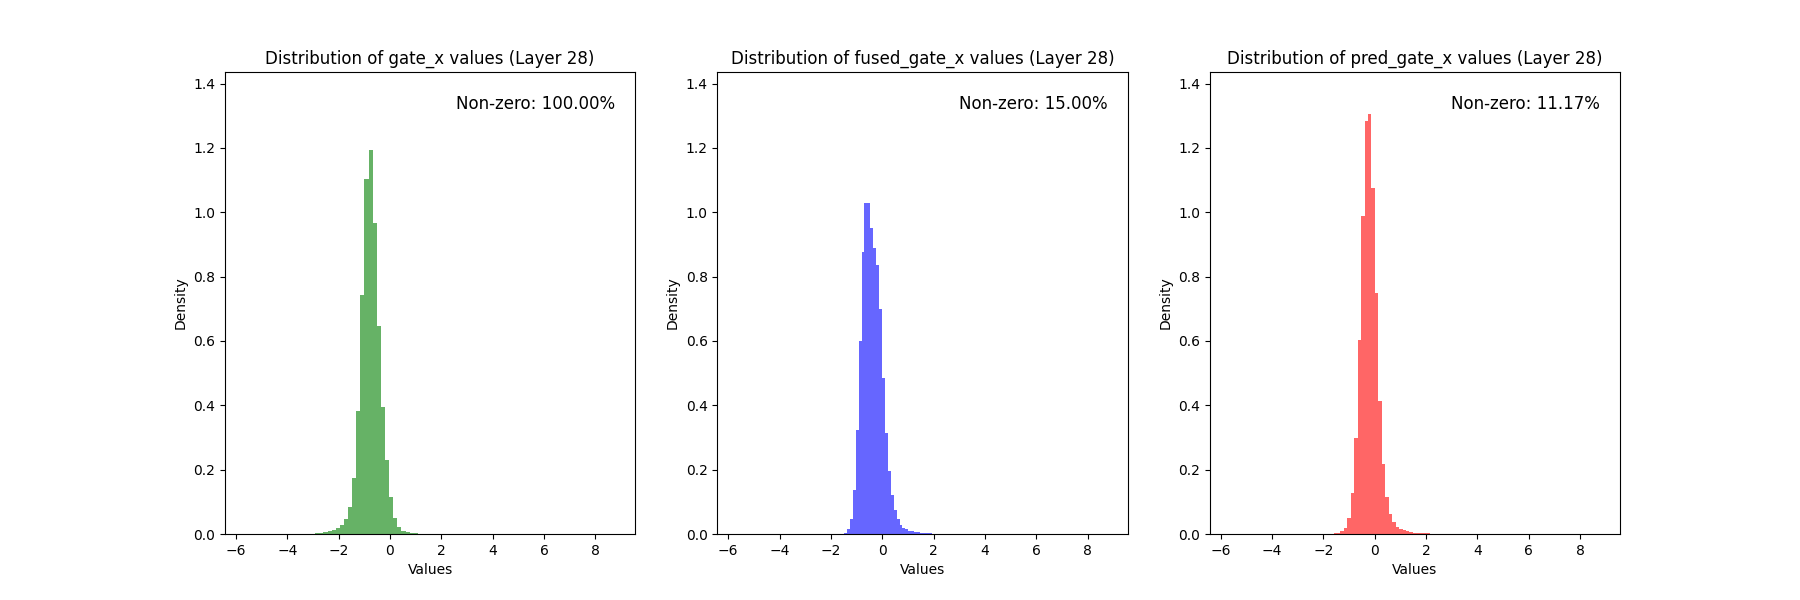 Distribution of gate_x values (Layer 28)
Non-zero: 100.00%
1.4
1.2
1.0
0.8
0.6
0.4
0.2
0.0
Density
−6 −4 −2 0 2 4 6 8
Values
Distribution of fused_gate_x values (Layer 28)
Non-zero: 15.00%
1.4
1.2
1.0
0.8
0.6
0.4
0.2
0.0
Density
−6 −4 −2 0 2 4 6 8
Values
Distribution of pred_gate_x values (Layer 28)
Non-zero: 11.17%
1.4
1.2
1.0
0.8
0.6
0.4
0.2
0.0
Density
−6 −4 −2 0 2 4 6 8
Values